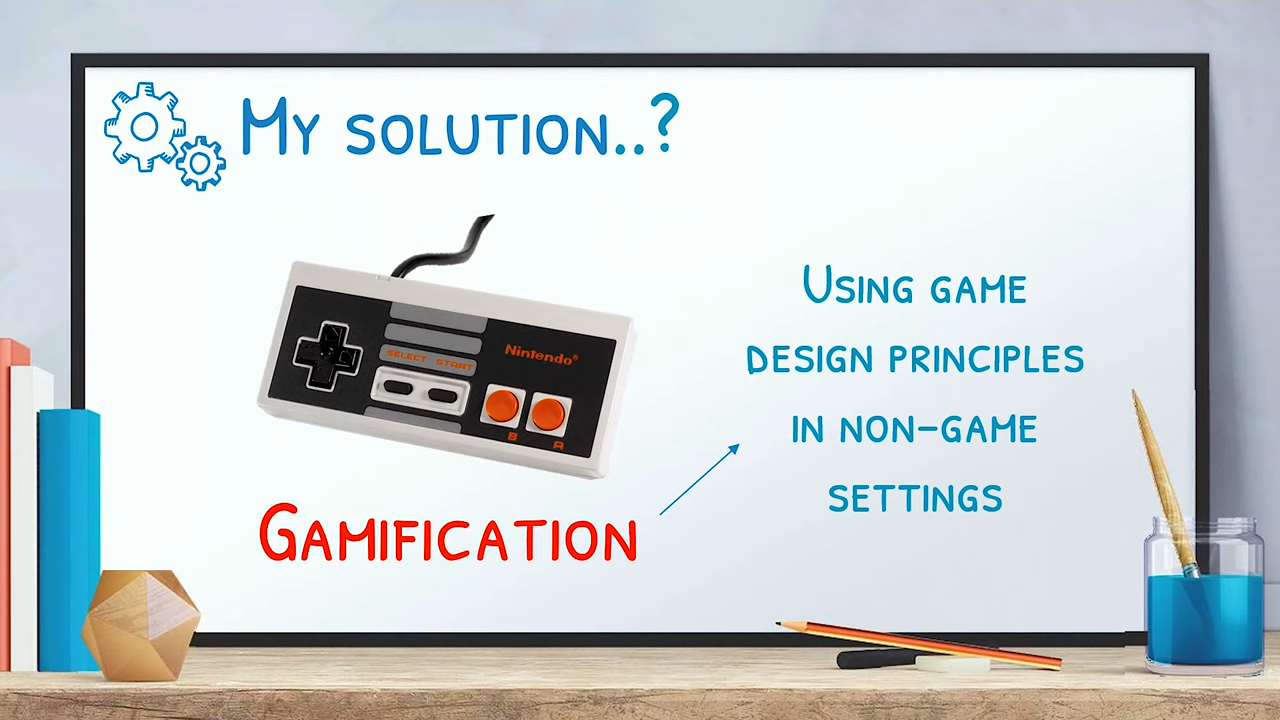 My solution..?
Using game
design principles
in non-game
settings
SELECT START
Nintendo®
B A
Gamification